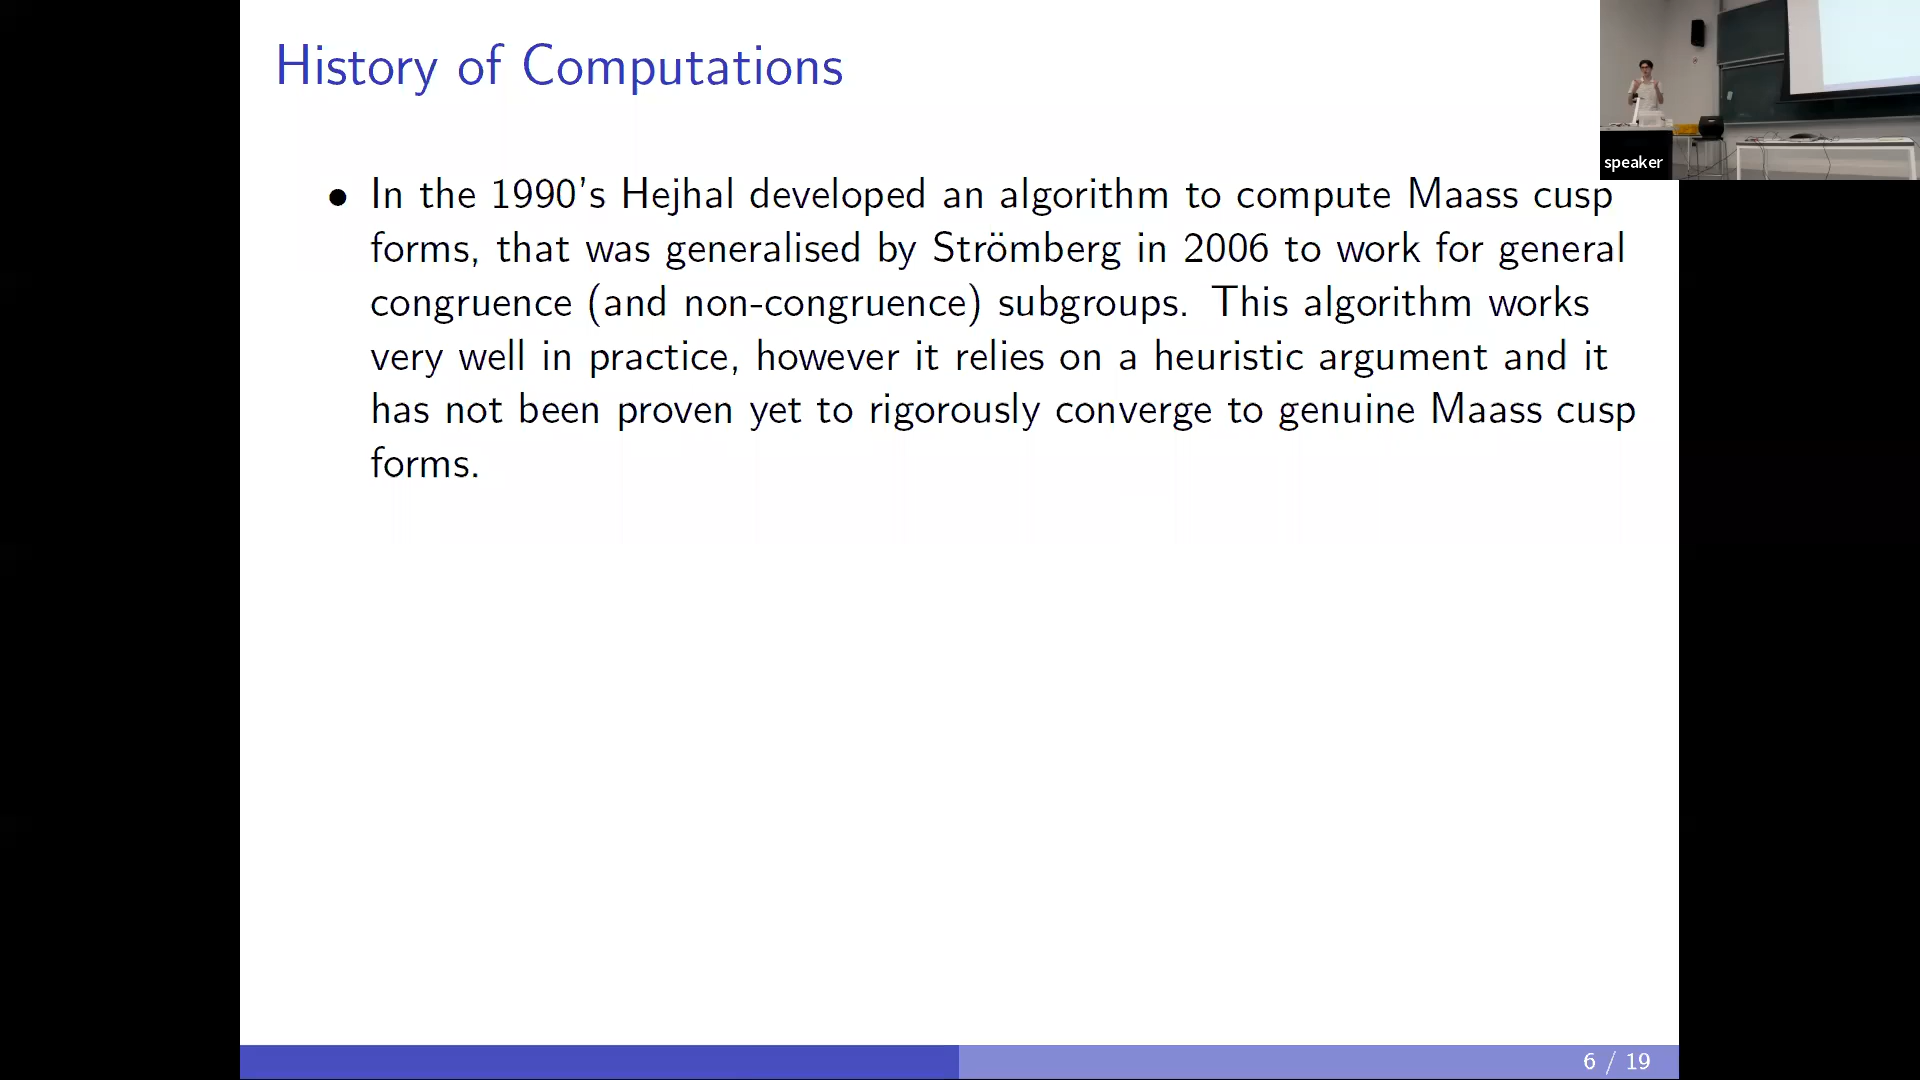 History of Computations
speaker
• In the 1990's Hejhal developed an algorithm to compute Maass cusp
forms, that was generalised by Strömberg in 2006 to work for general
congruence (and non-congruence) subgroups. This algorithm works
very well in practice, however it relies on a heuristic argument and it
has not been proven yet to rigorously converge to genuine Maass cusp
forms.
6 / 19